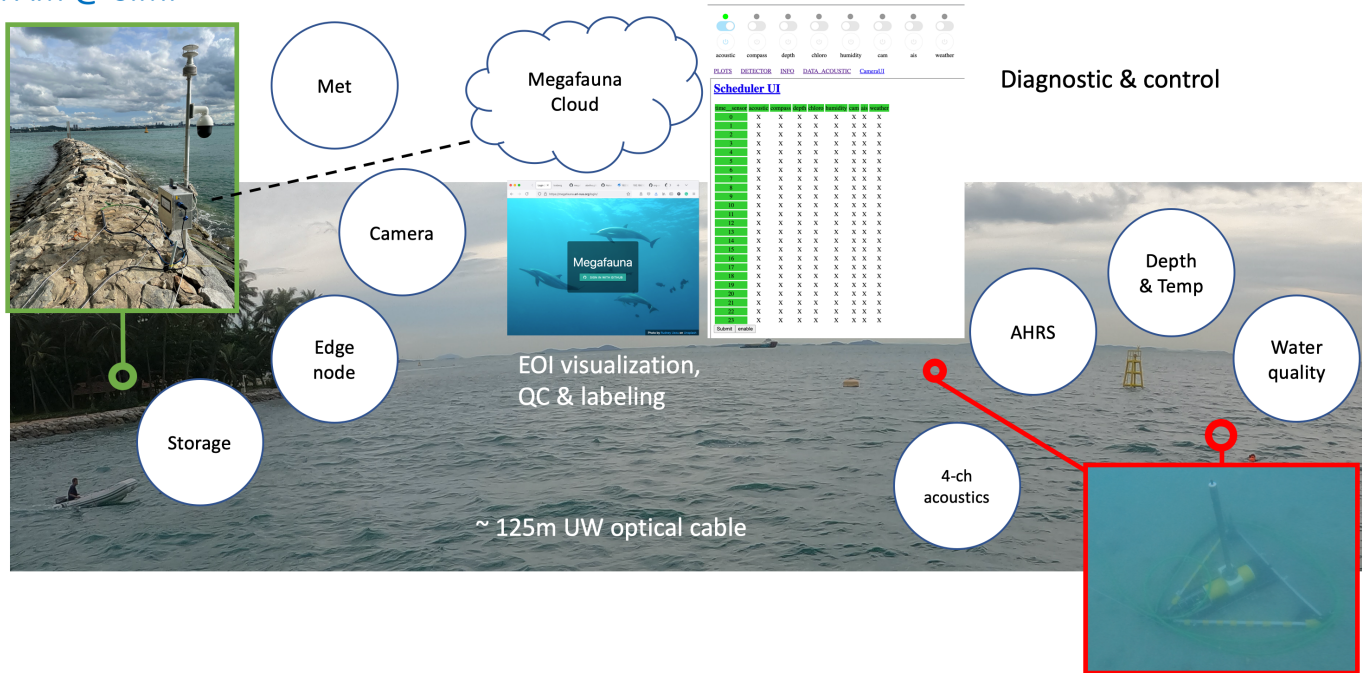 Met
Megafauna
Cloud
Camera
Edge
node
Storage
Megafauna
EOI visualization,
QC & labeling
~ 125m UW optical cable
acoustic compass depth chloro humidity cam ais weather
PLOTS DETECTOR INFO DATA_ACOUSTIC CameraUI
Scheduler UI
time__sensor acoustic compass depth chloro humidity cam ais weather
0 X X X X X X X X
1 X X X X X X X X
2 X X X X X X X X
3 X X X X X X X X
4 X X X X X X X X
5 X X X X X X X X
6 X X X X X X X X
7 X X X X X X X X
8 X X X X X X X X
9 X X X X X X X X
10 X X X X X X X X
11 X X X X X X X X
12 X X X X X X X X
13 X X X X X X X X
14 X X X X X X X X
15 X X X X X X X X
16 X X X X X X X X
17 X X X X X X X X
18 X X X X X X X X
19 X X X X X X X X
20 X X X X X X X X
21 X X X X X X X X
22 X X X X X X X X
23 X X X X X X X X
Submit enable
Diagnostic & control
AHRS
Depth
& Temp
Water
quality
4-ch
acoustics